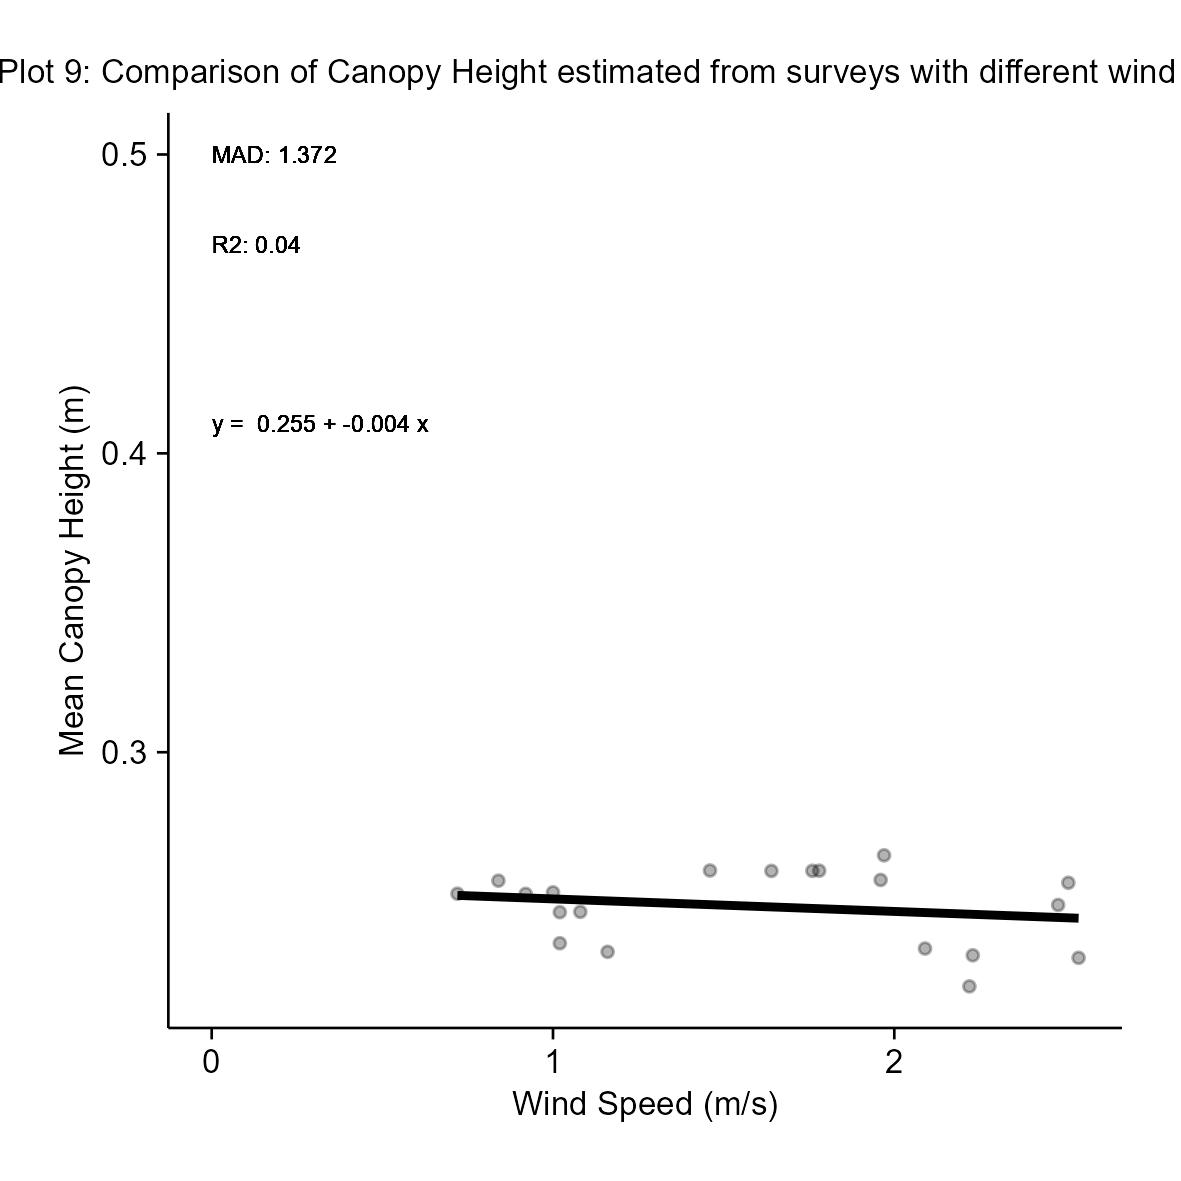 Plot 9: Comparison of Canopy Height estimated from surveys with different wind
0.5
MAD: 1.372
R2: 0.04
y =  0.255 + -0.004 x
0.4
Mean Canopy Height (m)
0.3
0
1
2
Wind Speed (m/s)